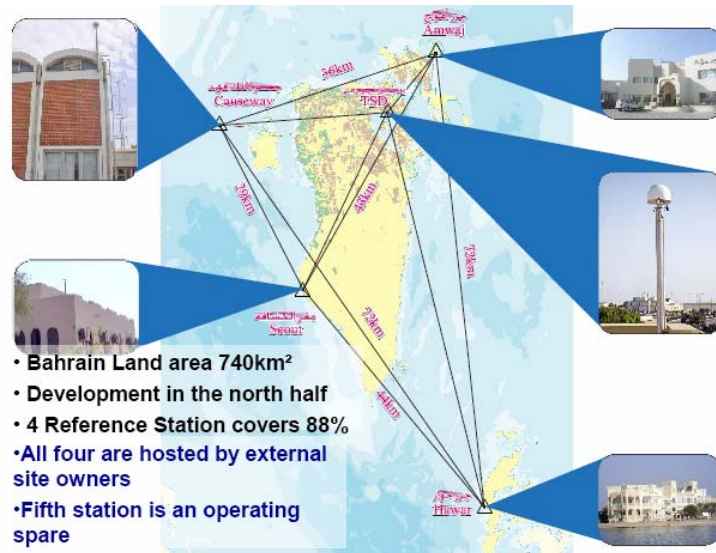 Amwaj
36km
Causeway
TSD
29km
48km
72km
Scout
72km
44km
Hawar
• Bahrain Land area 740km²
• Development in the north half
• 4 Reference Station covers 88%
•All four are hosted by external
site owners
•Fifth station is an operating
spare